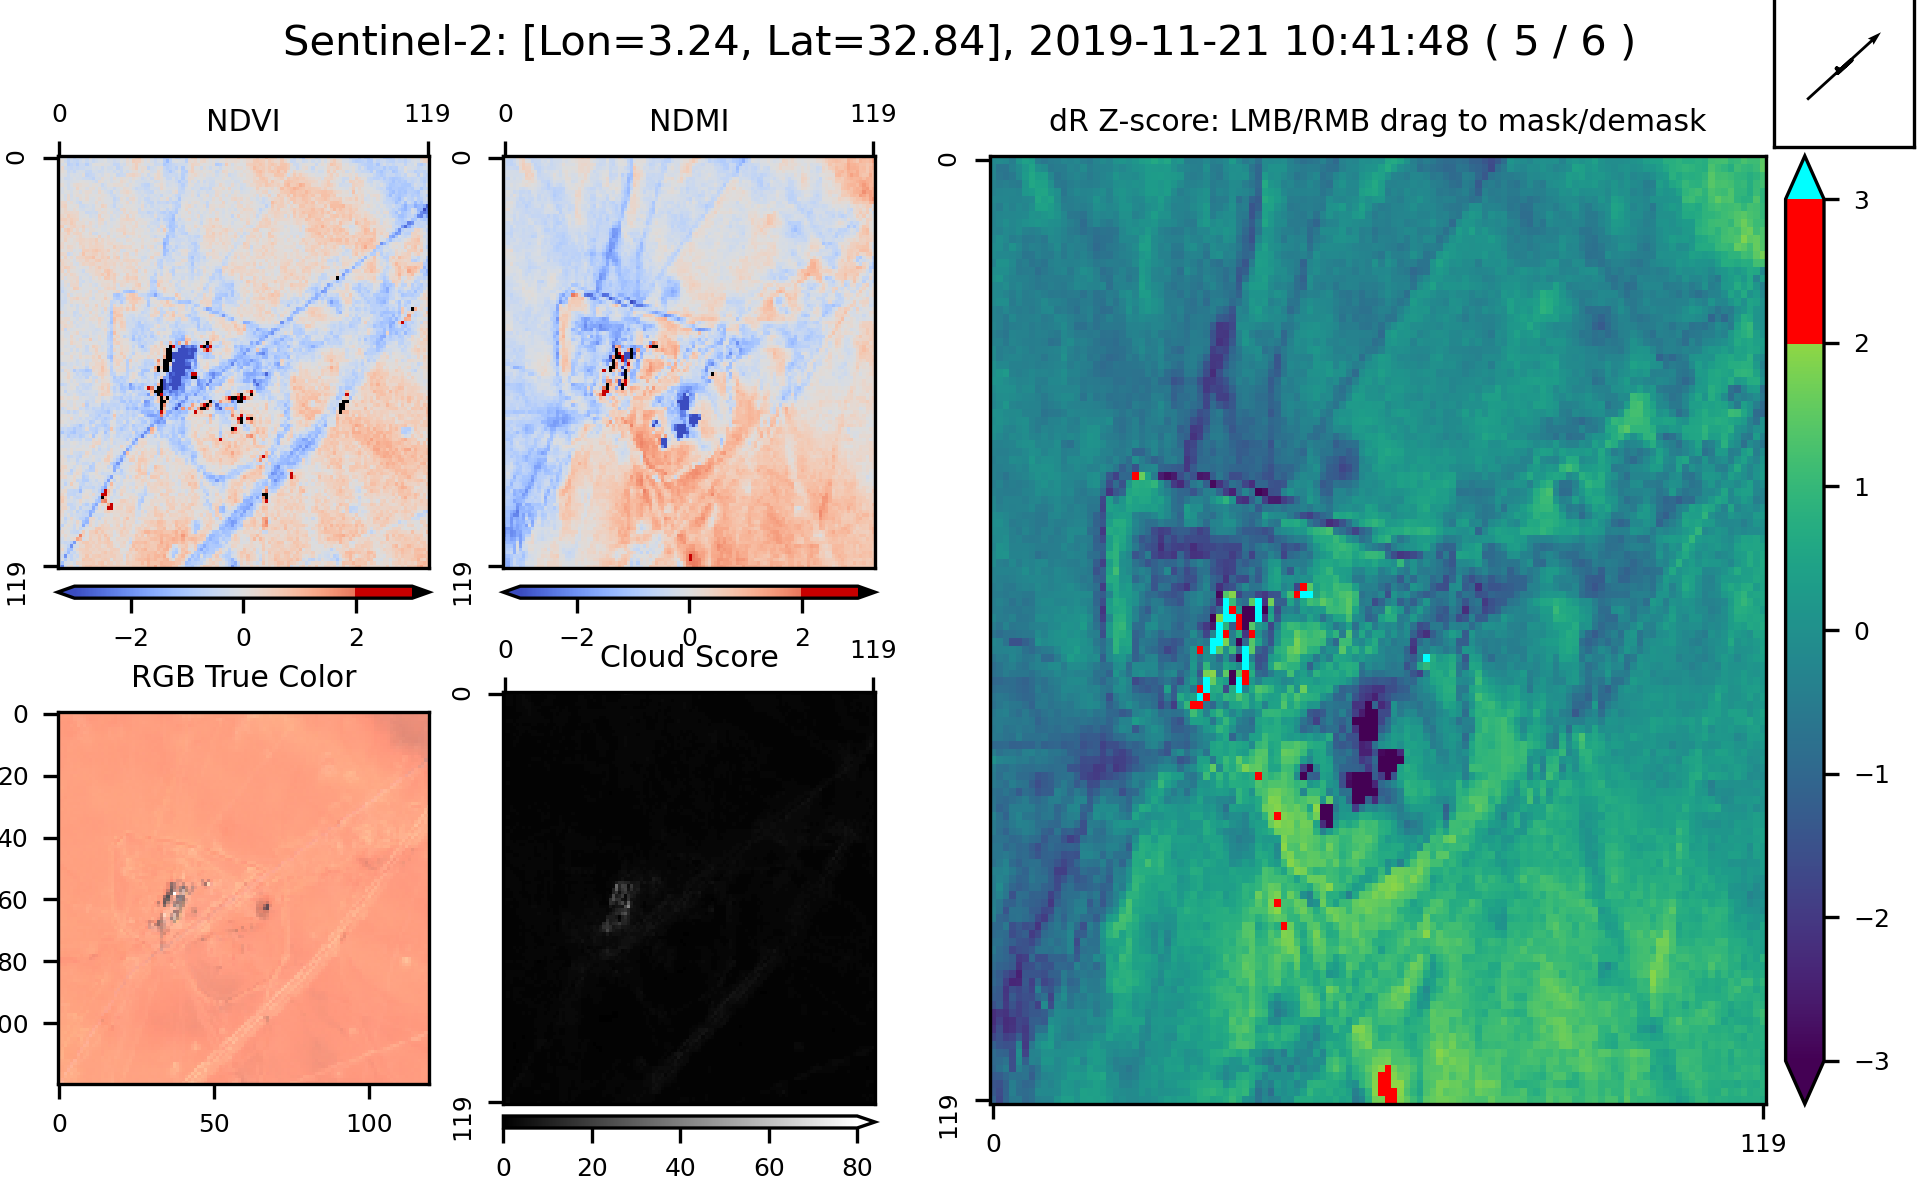 Sentinel-2: [Lon=3.24, Lat=32.84], 2019-11-21 10:41:48 ( 5 / 6 )
NDVI
0 119
0
119
−2 0 2
NDMI
0 119
0
119
−2 0 2
dR Z-score: LMB/RMB drag to mask/demask
0
119
0 119
3
2
1
0
−1
−2
−3
RGB True Color
0
20
40
60
80
00
0 50 100
Cloud Score
0 119
0
119
0 20 40 60 80